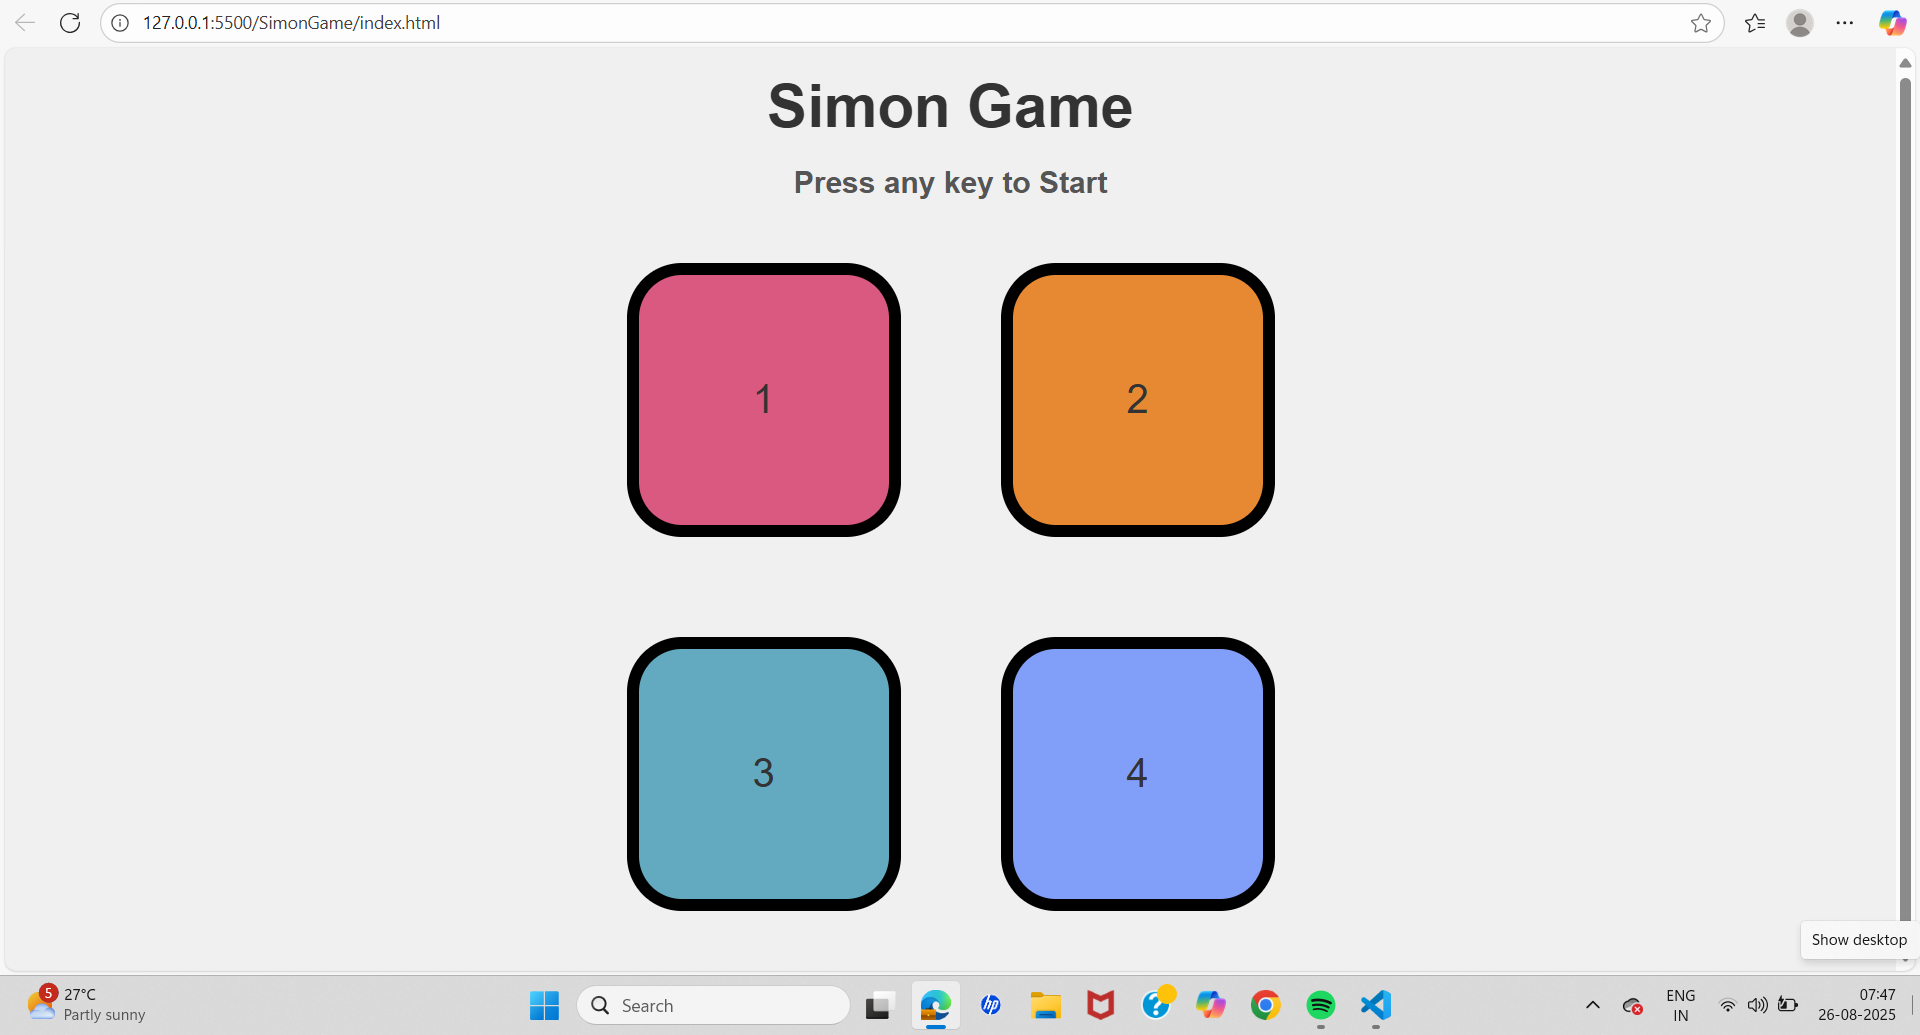 127.0.0.1:5500/SimonGame/index.html
Simon Game
Press any key to Start
1
2
3
4
Show desktop
5
27°C
Partly sunny
Search
hp
?
ENG
IN
07:47
26-08-2025